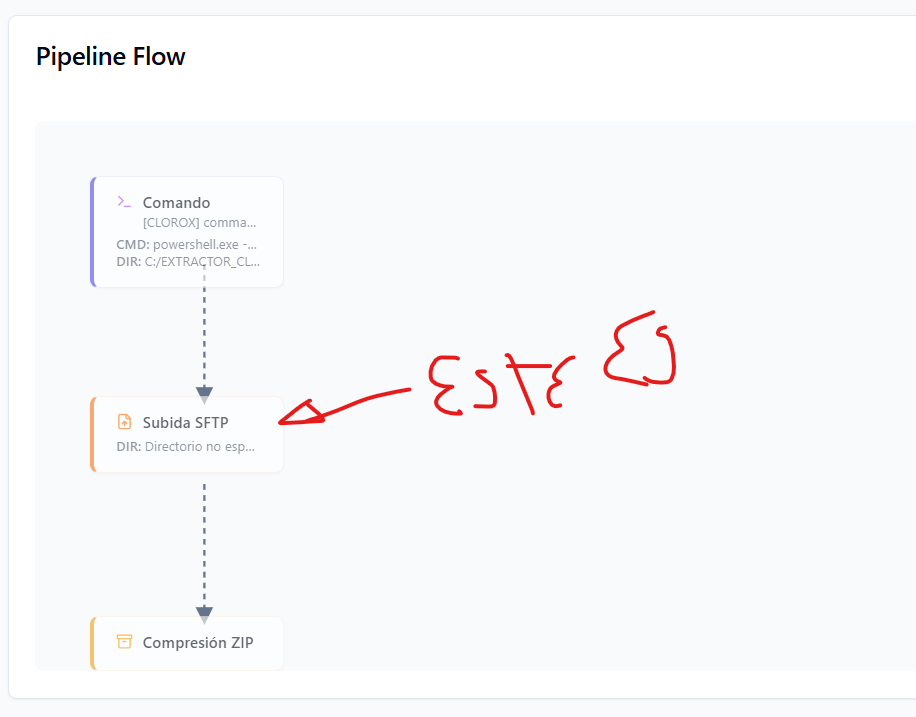 Pipeline Flow
Comando
[CLOROX] comma...
CMD: powershell.exe -...
DIR: C:/EXTRACTOR_CL...
Subida SFTP
DIR: Directorio no esp...
ESTE ES
Compresión ZIP